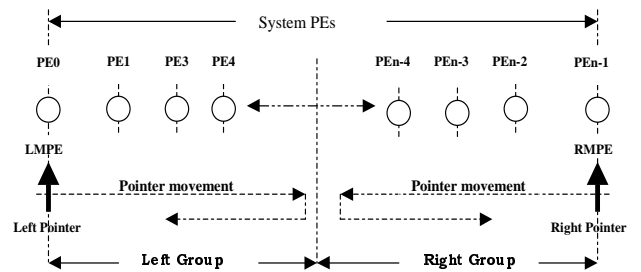 System PEs
PE0 PE1 PE3 PE4 PEn-4 PEn-3 PEn-2 PEn-1
LMPE RMPE
Pointer movement Pointer movement
Left Pointer Right Pointer
Left Group Right Group